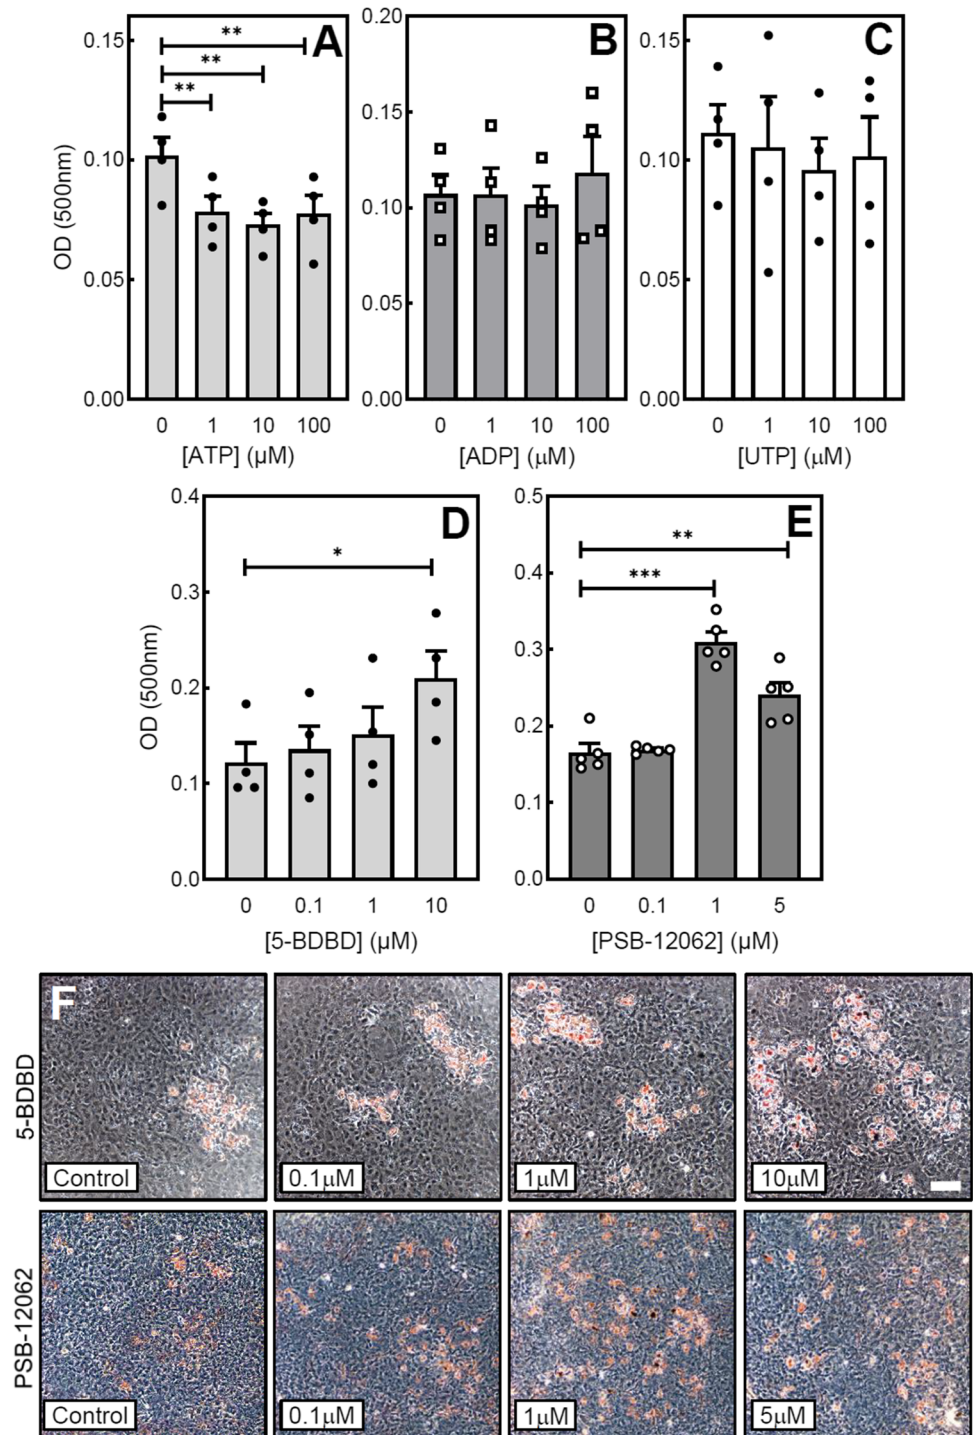 A
B
C
** ** **
0.15
0.10
0.05
0.00
OD (500nm)
0 1 10 100
[ATP] (µM)
0.20
0.15
0.10
0.05
0.00
0 1 10 100
[ADP] (µM)
0.15
0.10
0.05
0.00
0 1 10 100
[UTP] (µM)
D
*
0.4
0.3
0.2
0.1
0.0
OD (500nm)
0 0.1 1 10
[5-BDBD] (µM)
E
**
***
0.5
0.4
0.3
0.2
0.1
0.0
0 0.1 1 5
[PSB-12062] (µM)
F
5-BDBD
Control 0.1µM 1µM 10µM
PSB-12062
Control 0.1µM 1µM 5µM